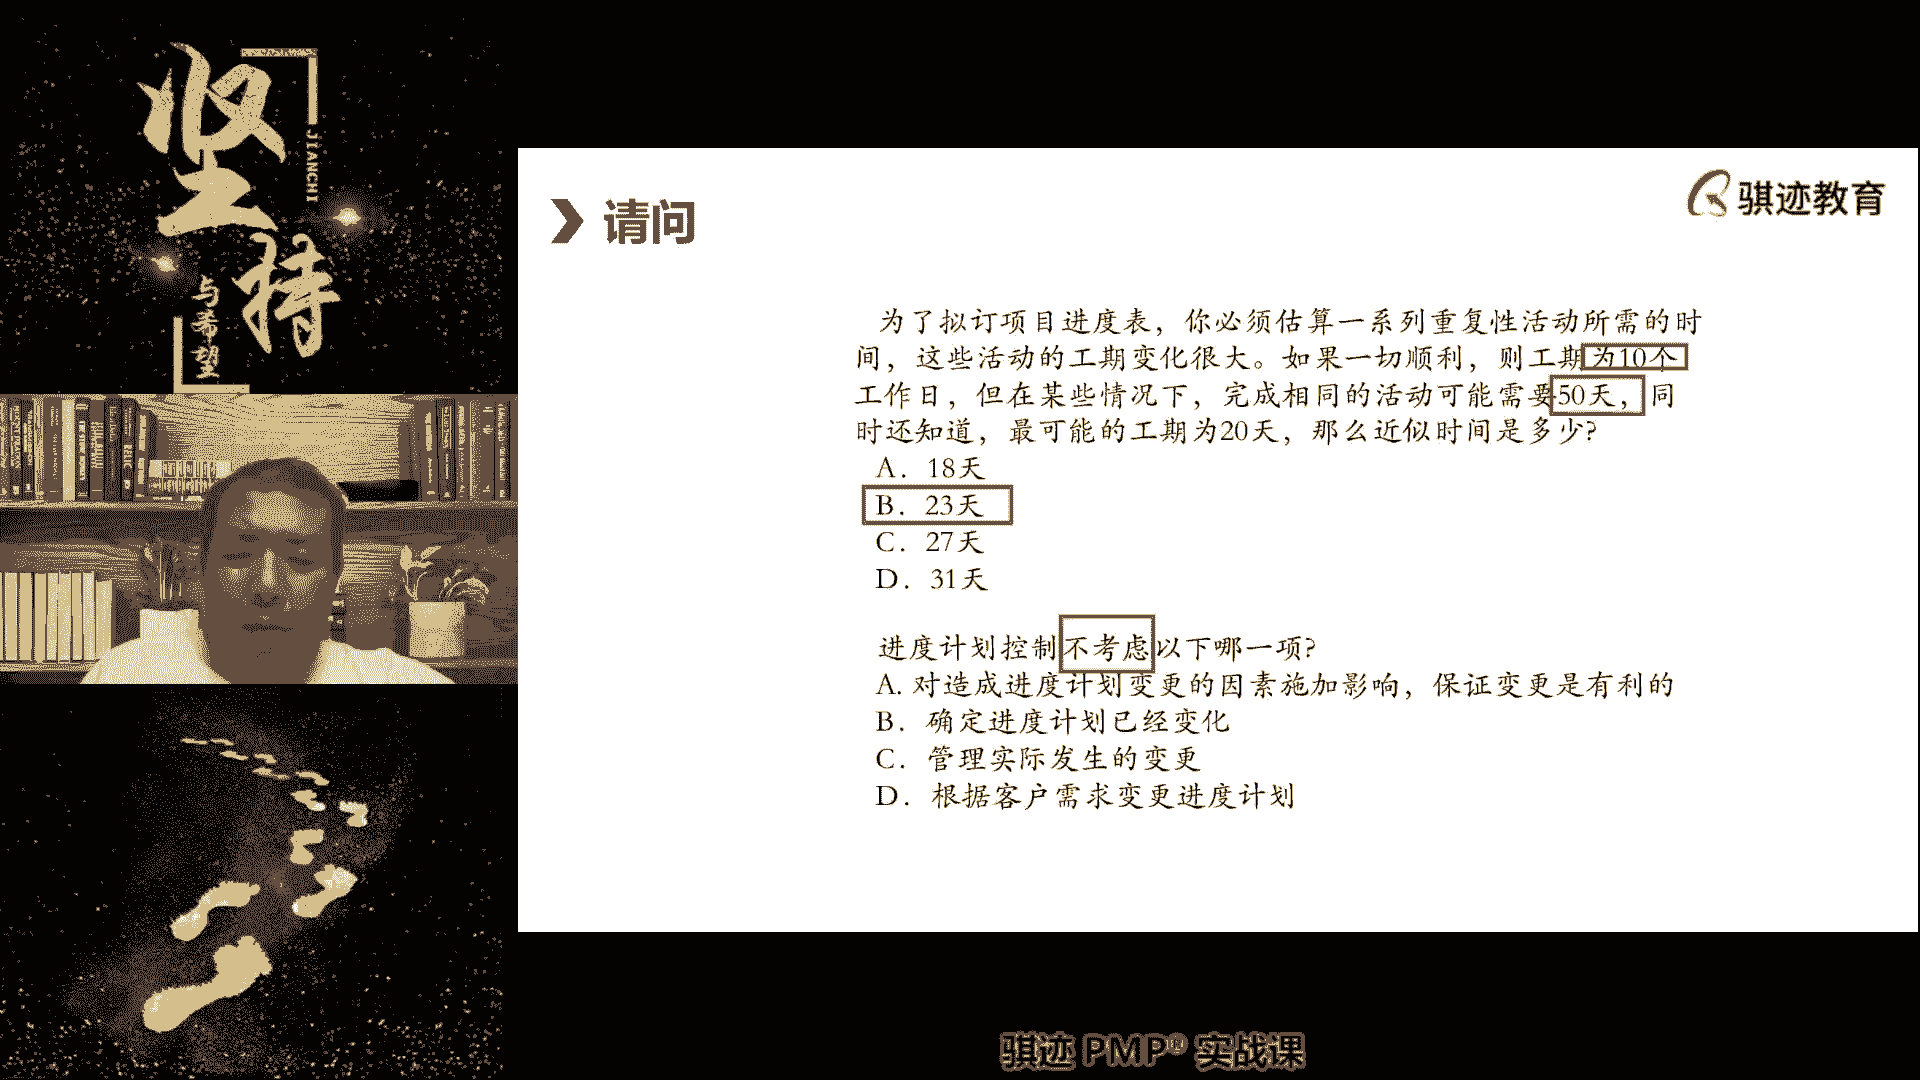 坚持
JIANCHI
与希望
请问
骐迹教育
为了拟订项目进度表，你必须估算一系列重复性活动所需的时
间，这些活动的工期变化很大。如果一切顺利，则工期为10个
工作日，但在某些情况下，完成相同的活动可能需要50天，同
时还知道，最可能的工期为20天，那么近似时间是多少？
A．18天
B．23天
C．27天
D．31天
进度计划控制不考虑以下哪一项？
A. 对造成进度计划变更的因素施加影响，保证变更是有利的
B．确定进度计划已经变化
C．管理实际发生的变更
D．根据客户需求变更进度计划
骐迹 PMP® 实战课